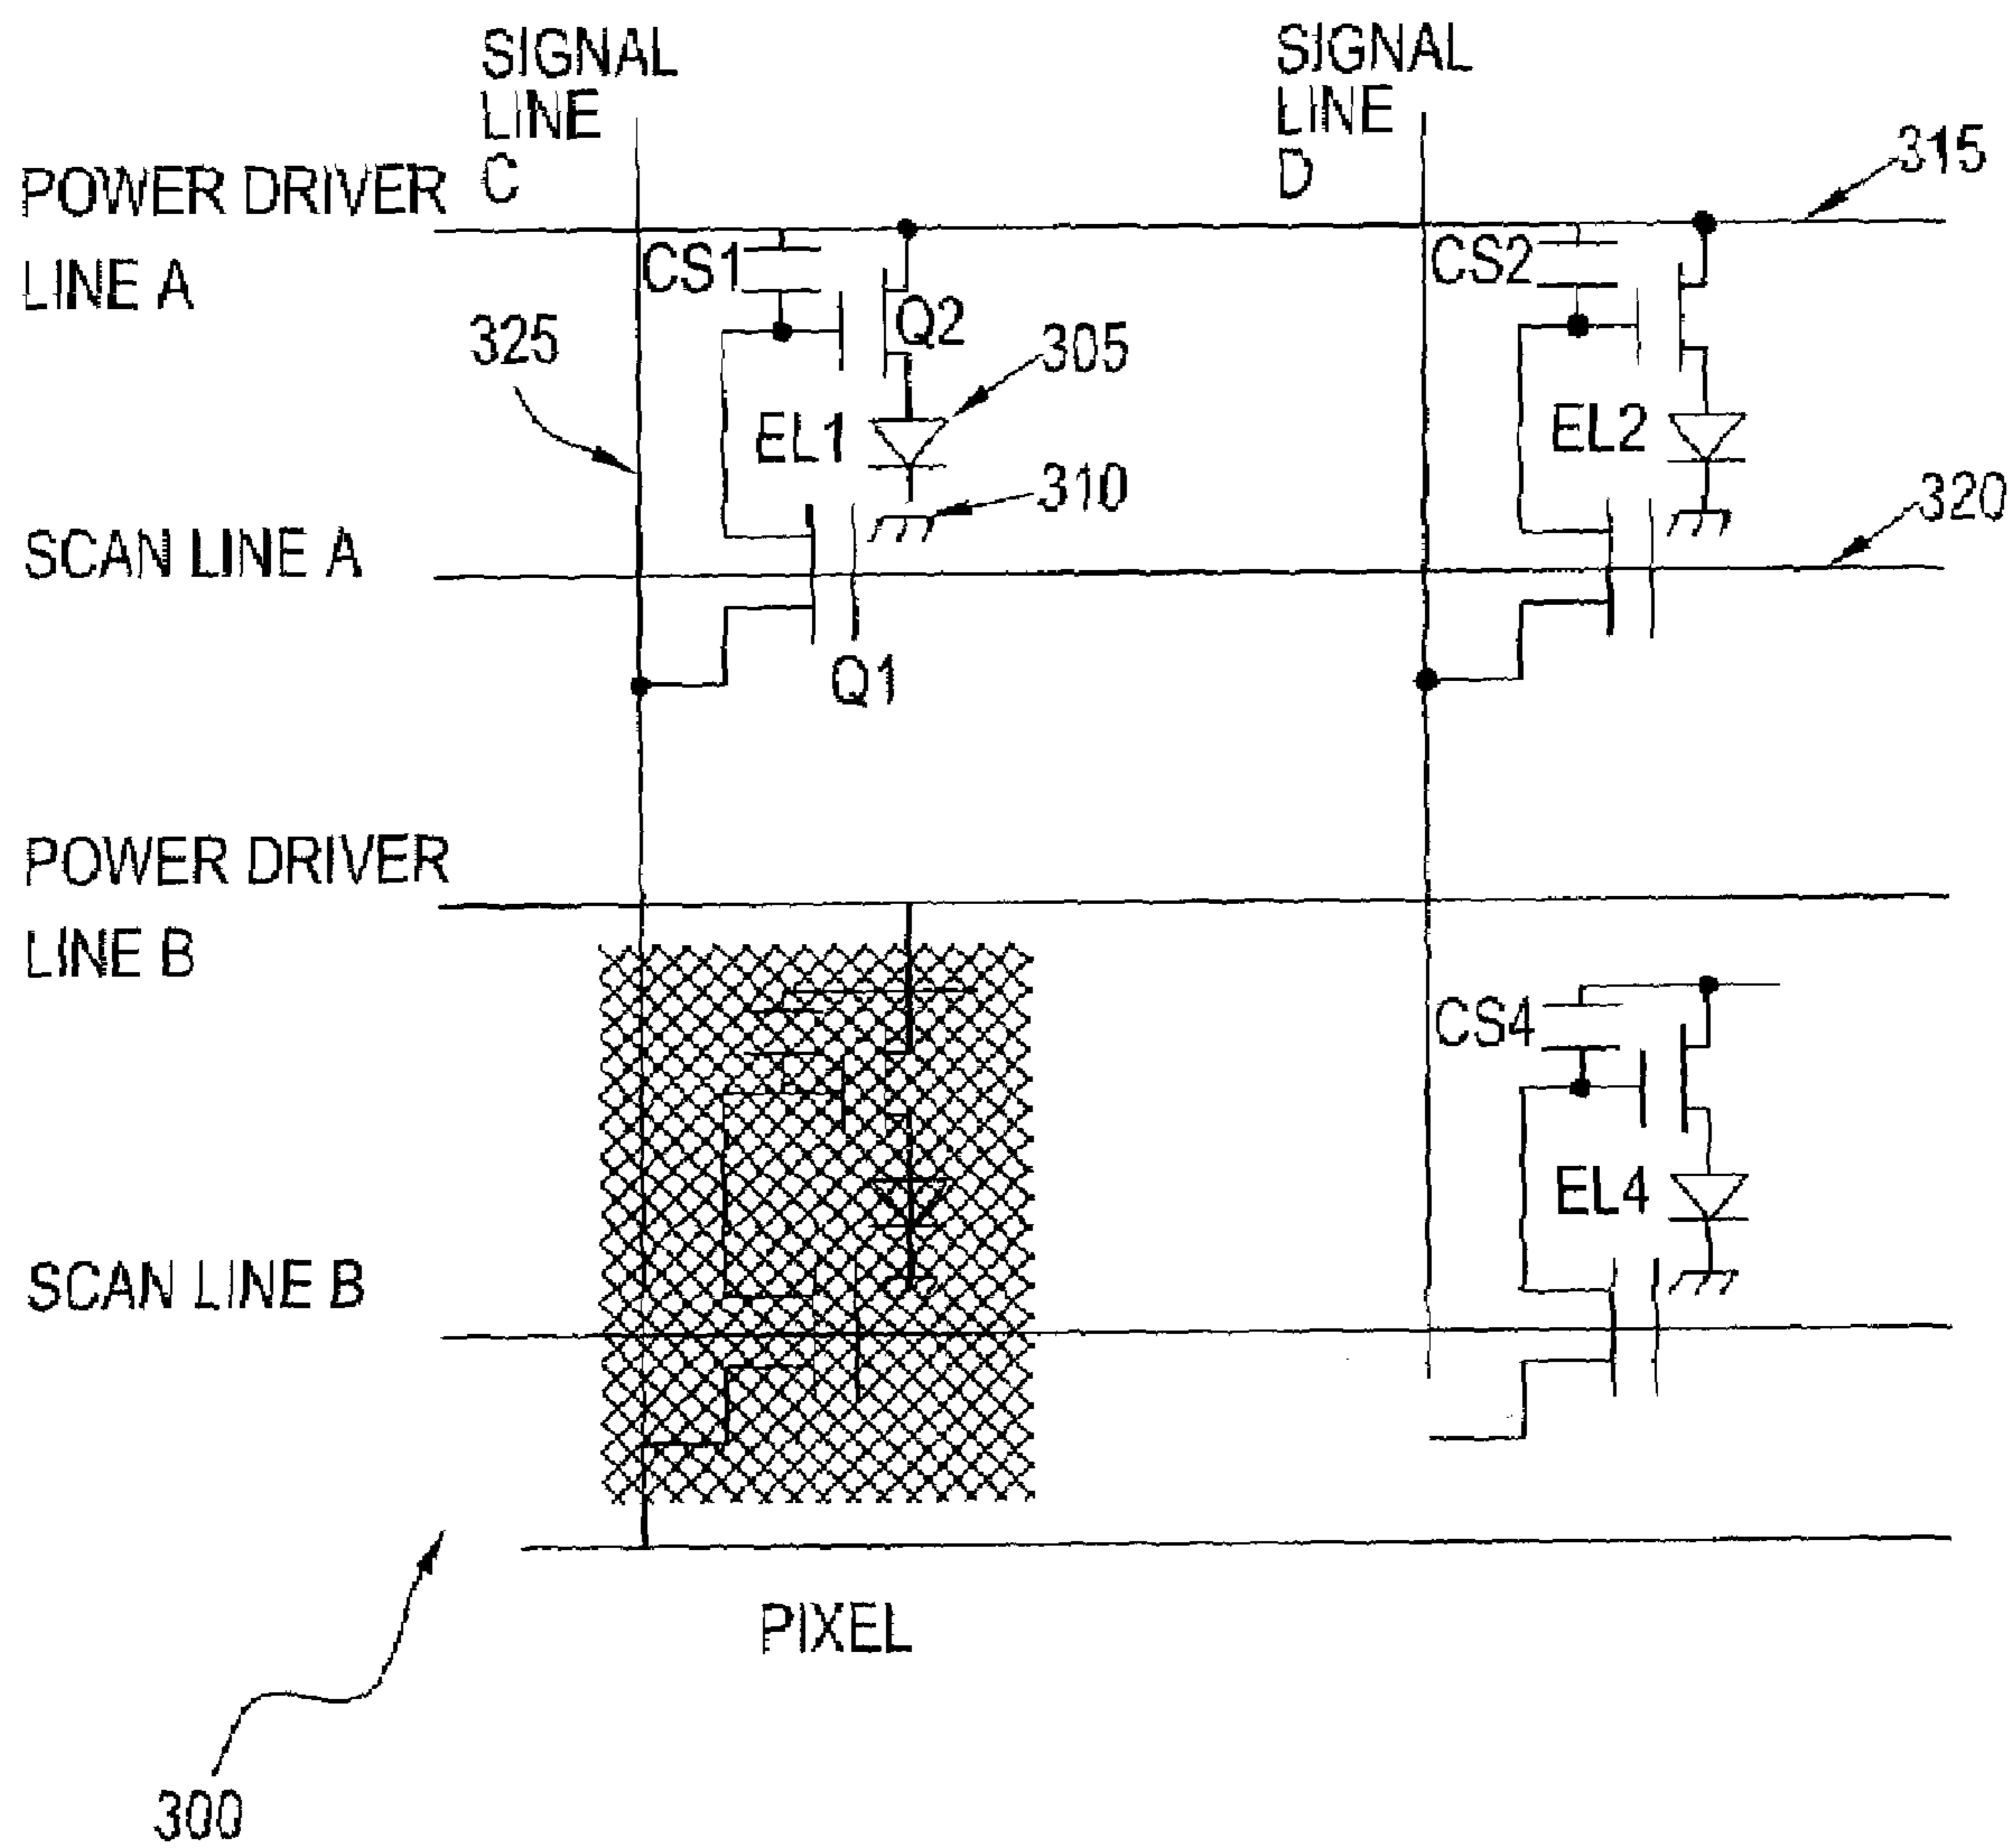 SIGNAL
LINE
C
SIGNAL
LINE
D
315
POWER DRIVER
LINE A
CS1
Q2
CS2
325
305
EL1
EL2
310
320
SCAN LINE A
Q1
POWER DRIVER
LINE B
CS4
EL4
SCAN LINE B
PIXEL
300